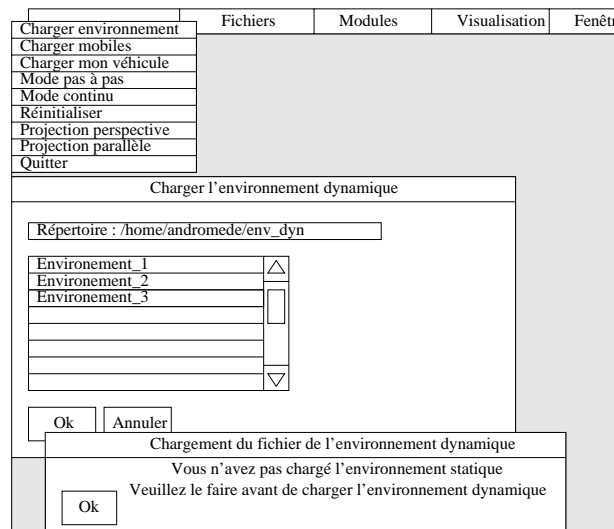 Fichiers Modules Visualisation Fenêtr
Charger environnement
Charger mobiles
Charger mon véhicule
Mode pas à pas
Mode continu
Réinitialiser
Projection perspective
Projection parallèle
Quitter
Charger l'environnement dynamique
Répertoire : /home/andromede/env_dyn
Environement_1
Environement_2
Environement_3
Ok Annuler
Chargement du fichier de l'environnement dynamique
Vous n'avez pas chargé l'environnement statique
Veuillez le faire avant de charger l'environnement dynamique
Ok